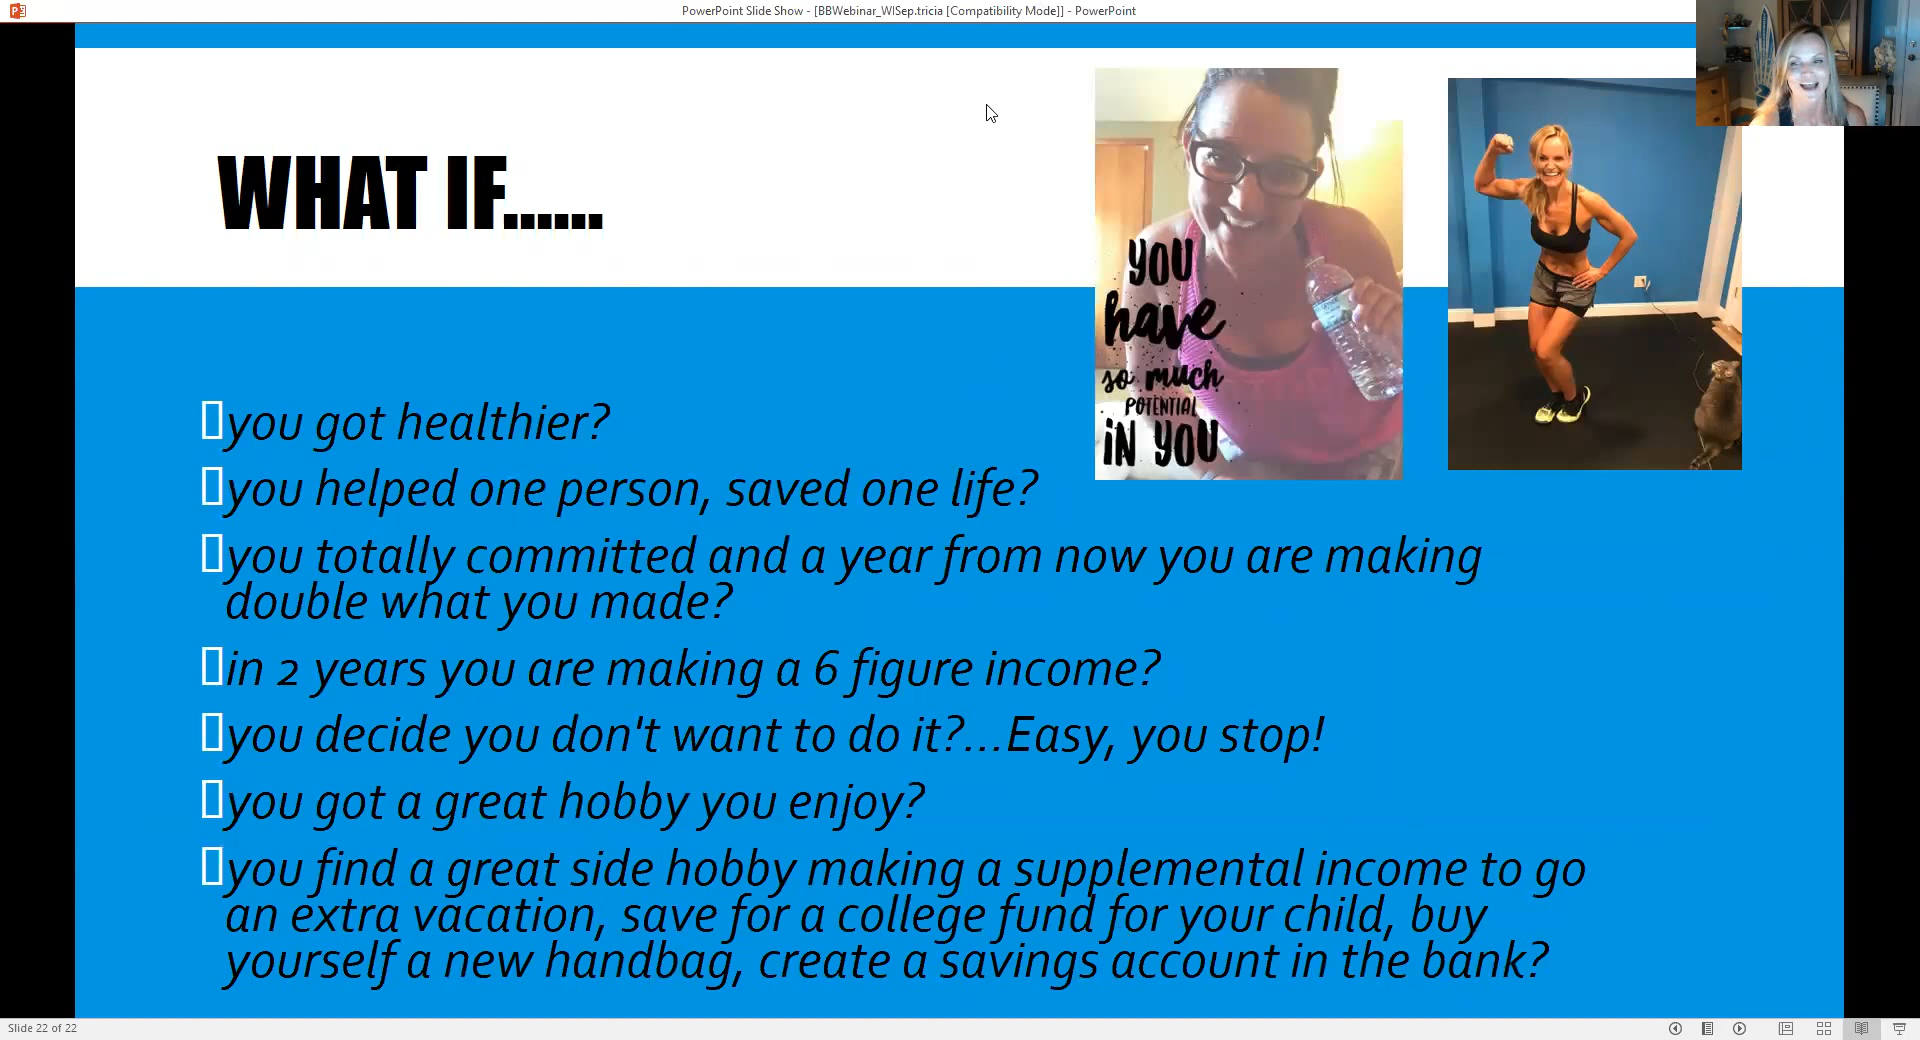 PowerPoint Slide Show - [BBWebinar_WISep.tricia [Compatibility Mode]] - PowerPoint
WHAT IF......
YOU
have
so much
POTENTIAL
iN YOU
you got healthier?
you helped one person, saved one life?
you totally committed and a year from now you are making
double what you made?
in 2 years you are making a 6 figure income?
you decide you don't want to do it?...Easy, you stop!
you got a great hobby you enjoy?
you find a great side hobby making a supplemental income to go
an extra vacation, save for a college fund for your child, buy
yourself a new handbag, create a savings account in the bank?
Slide 22 of 22